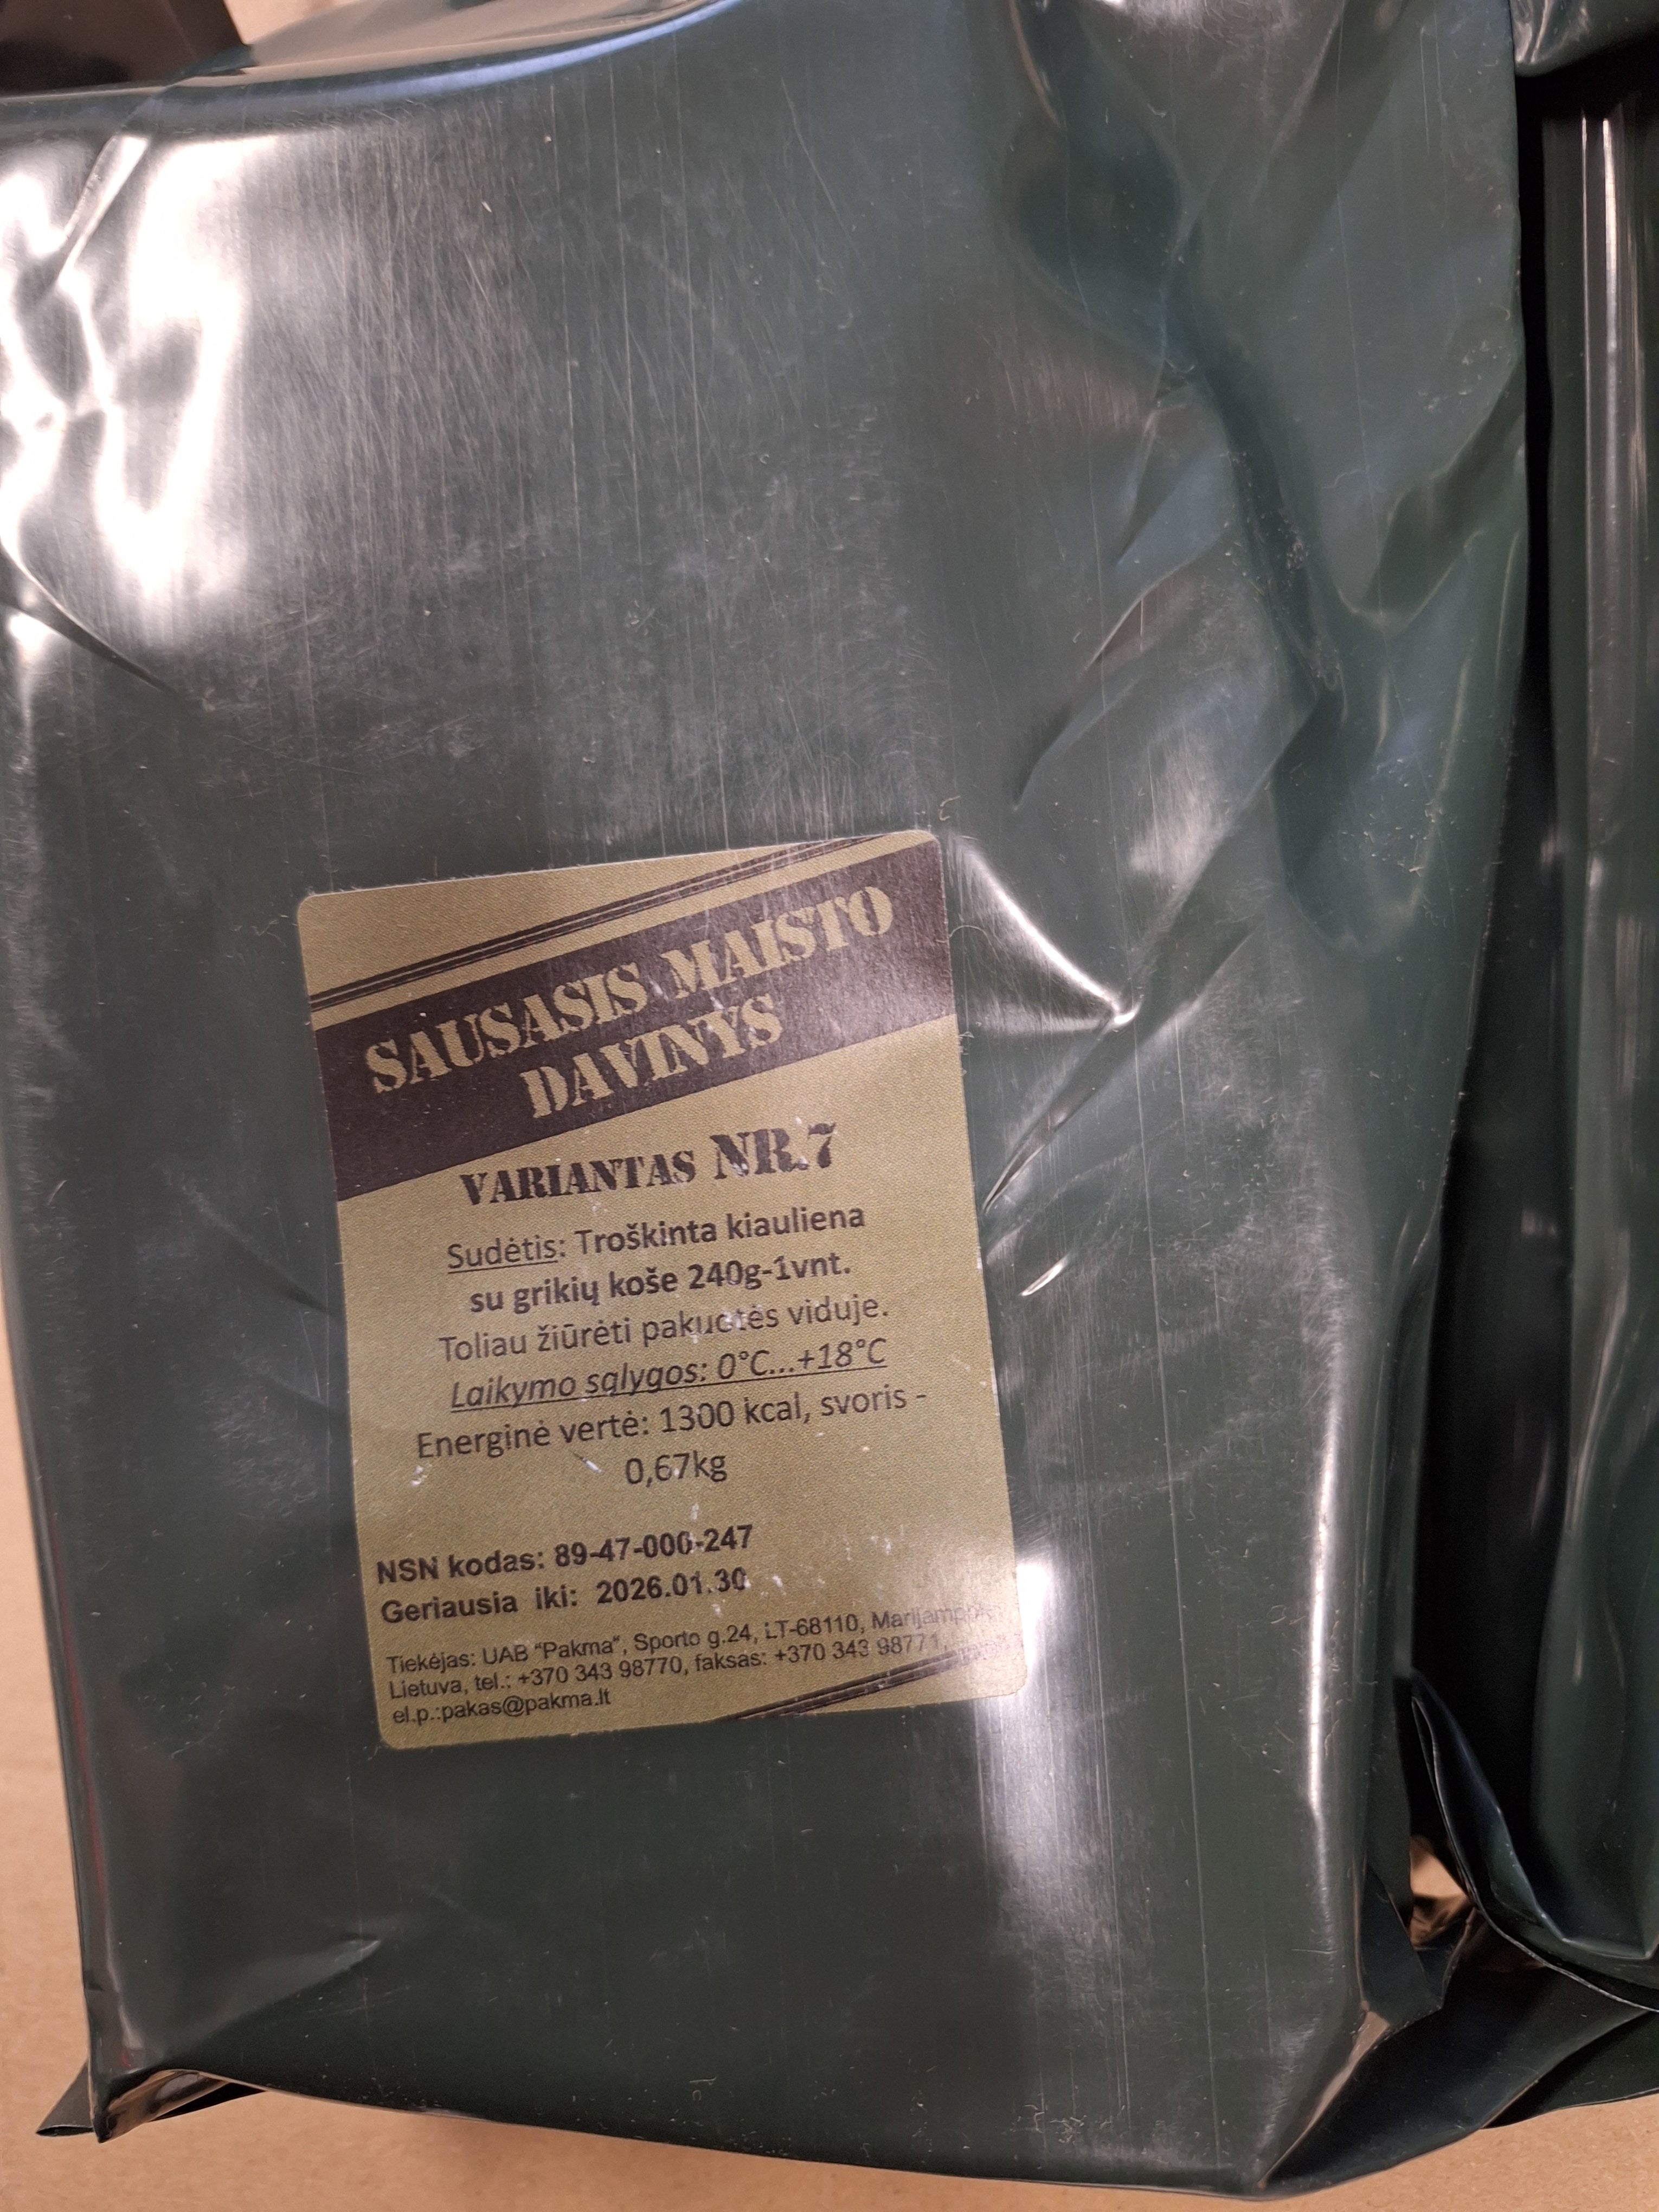 SAUSASIS MAISTO
DAVINYS
VARIANTAS NR.7
Sudėtis: Troškinta kiauliena
su grikių koše 240g-1vnt.
Toliau žiūrėti pakuotės viduje.
Laikymo sąlygos: 0°C...+18°C
Energinė vertė: 1300 kcal, svoris -
0,67kg
NSN kodas: 89-47-000-247
Geriausia iki: 2026.01.30
Tiekėjas: UAB "Pakma", Sporto g.24, LT-68110,
Lietuva, tel.: +370 343 98770, faksas: +370 343 98771,
el.p.:pakas@pakma.lt